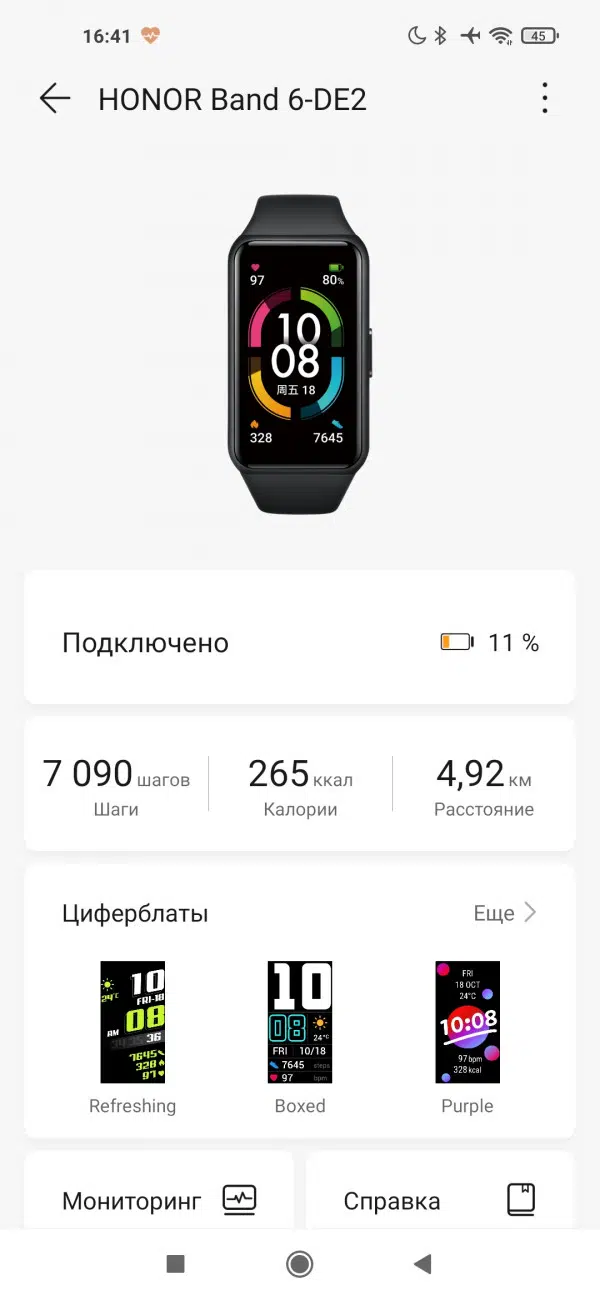 16:41
45
HONOR Band 6-DE2
97
80%
10
08
周五 18
328
7645
Подключено
11 %
7 090 шагов
265 ккал
4,92 км
Шаги
Калории
Расстояние
Циферблаты
Еще
10
24°C
FRI-18
AM
08
36
7645
328
97
10
08
24°C
FRI 10/18
7645 steps
97 bpm
FRI
18 OCT
24°C
10:08
97 bpm
328 kcal
Refreshing
Boxed
Purple
Мониторинг
Справка